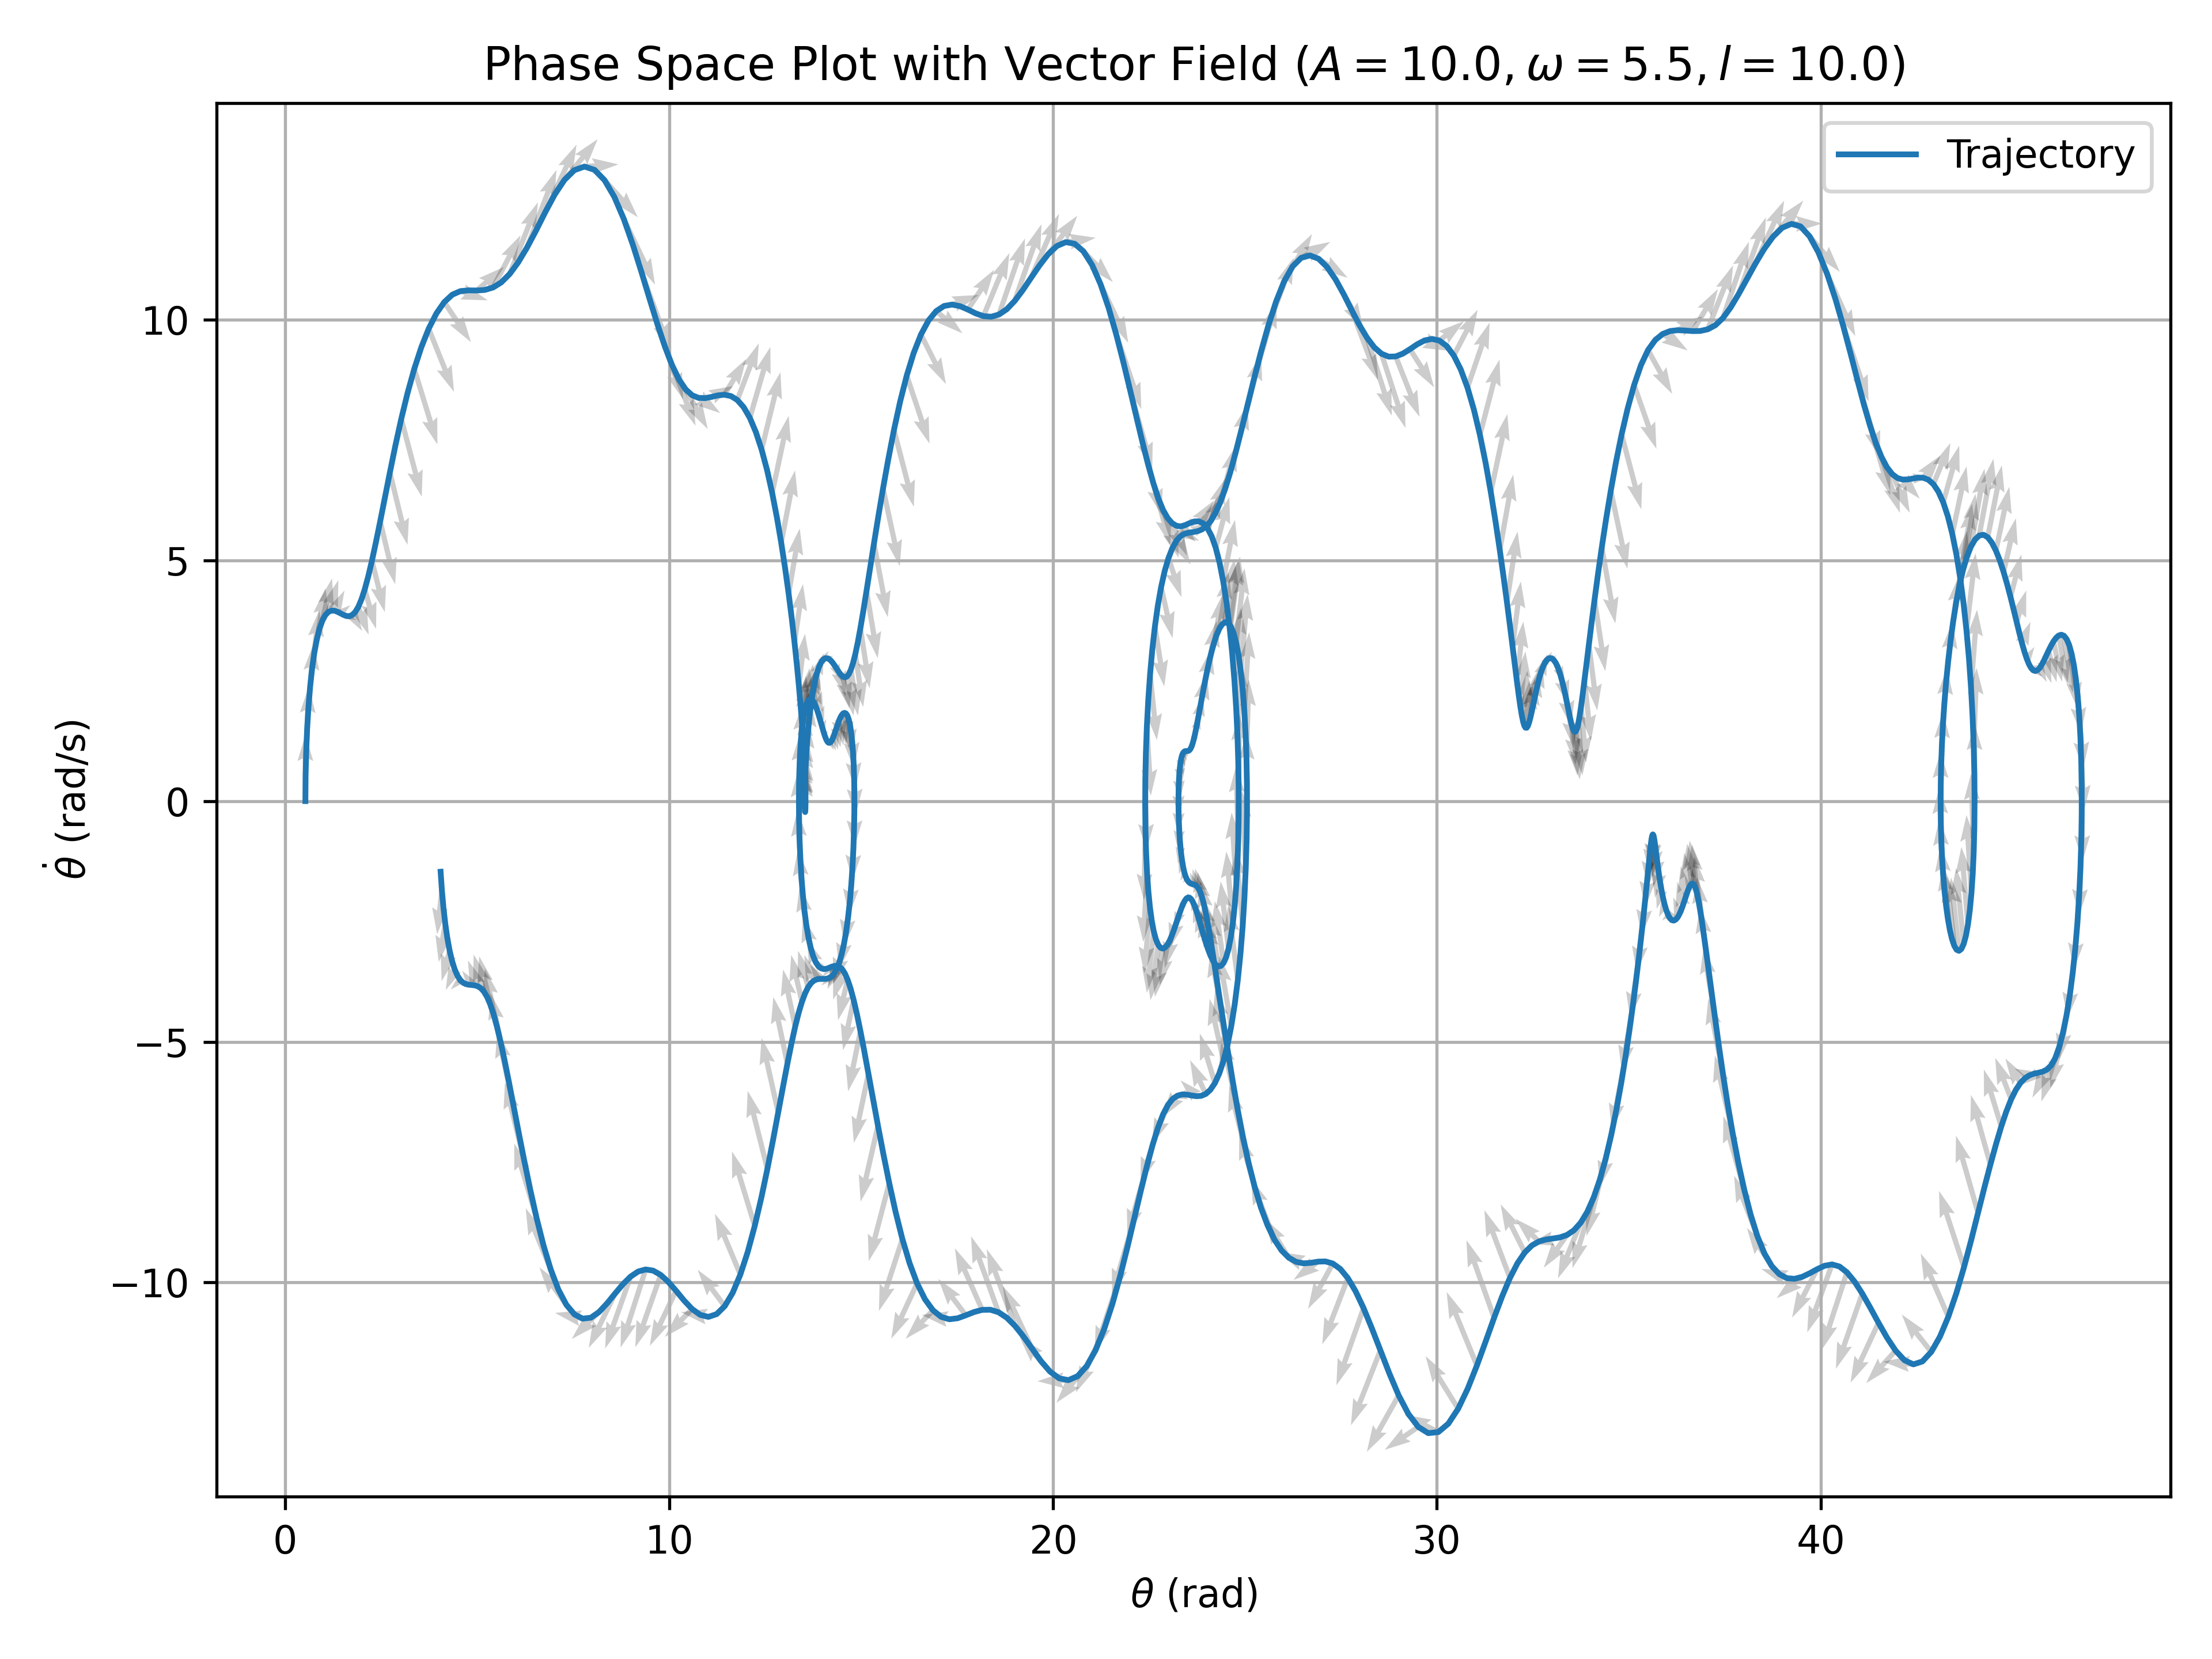 Phase Space Plot with Vector Field (A = 10.0, ω = 5.5, l = 10.0)
Trajectory
θ̇ (rad/s)
10
5
0
−5
−10
0 10 20 30 40
θ (rad)